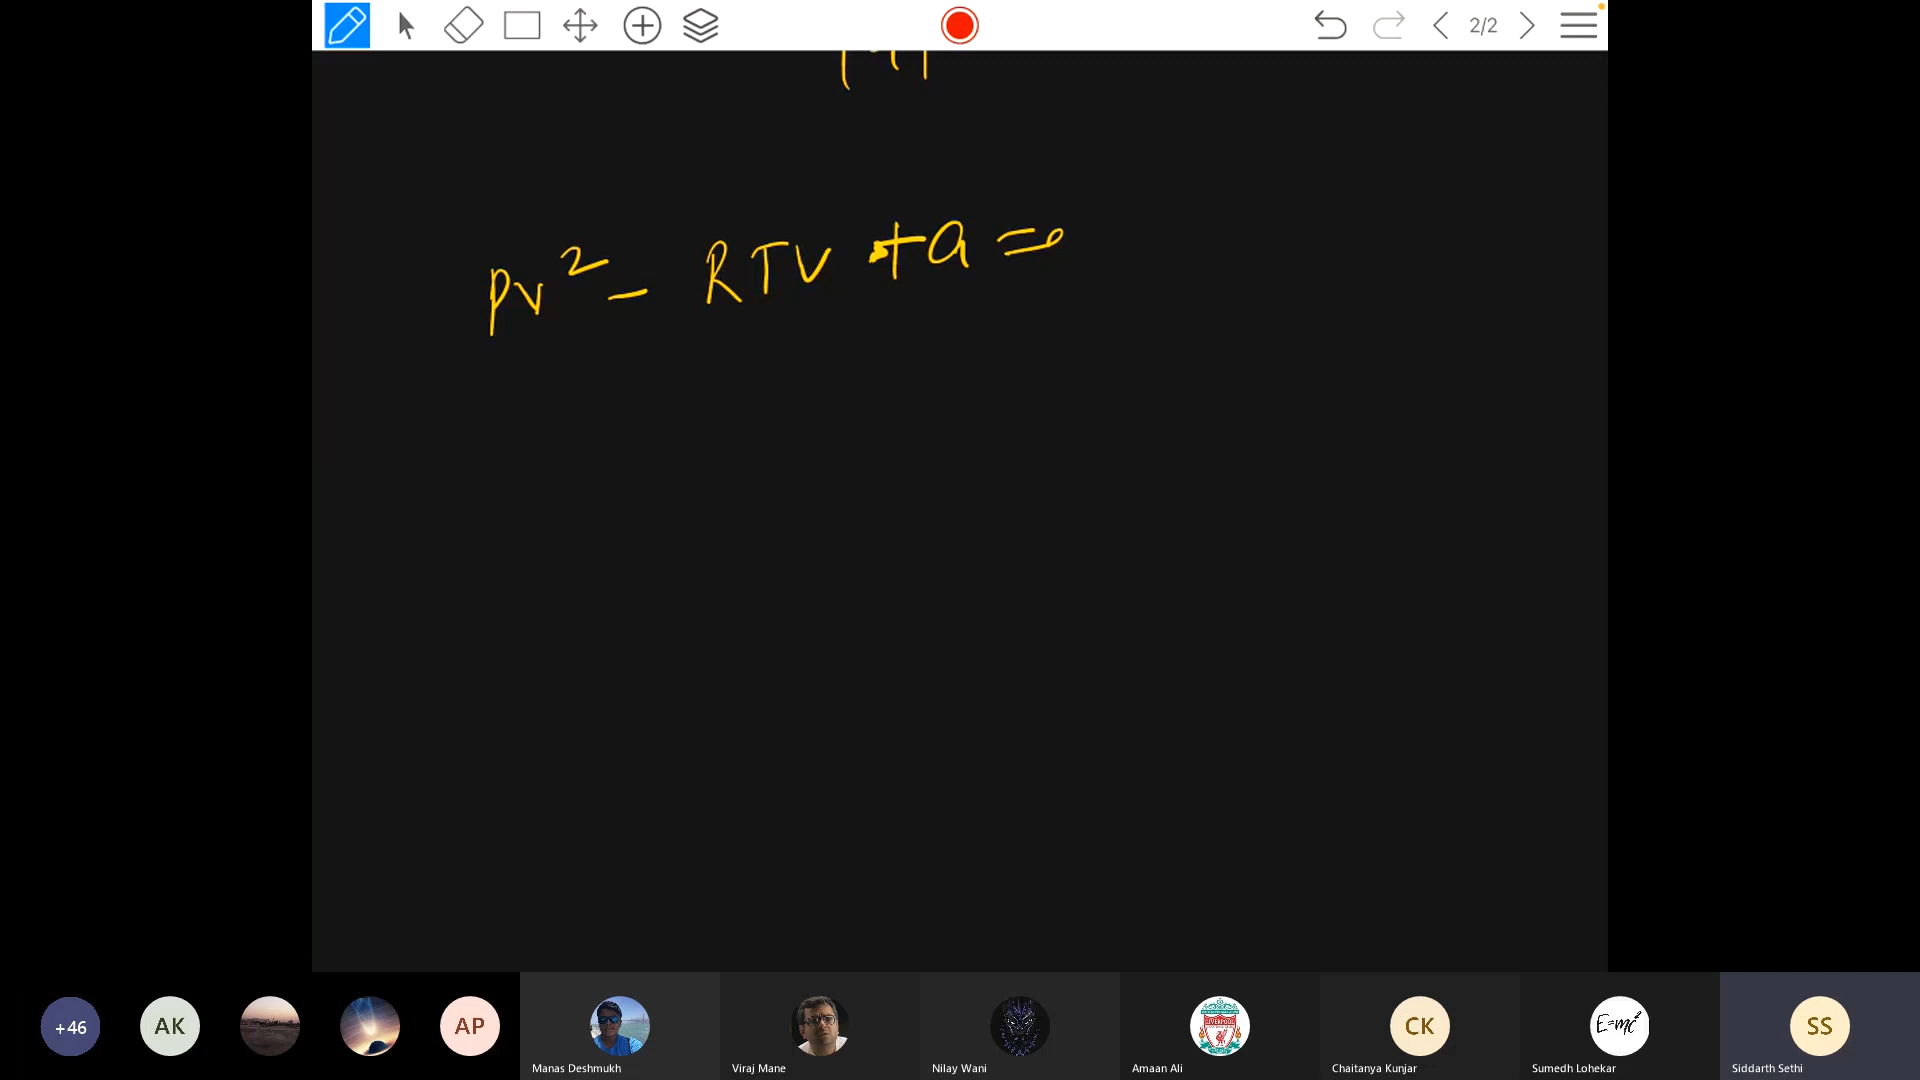 2/2
PV² - RTV + a = 0
+46
AK
AP
LIVERPOOL
CK
E=mc²
SS
Manas Deshmukh
Viraj Mane
Nilay Wani
Amaan Ali
Chaitanya Kunjar
Sumedh Lohekar
Siddarth Sethi